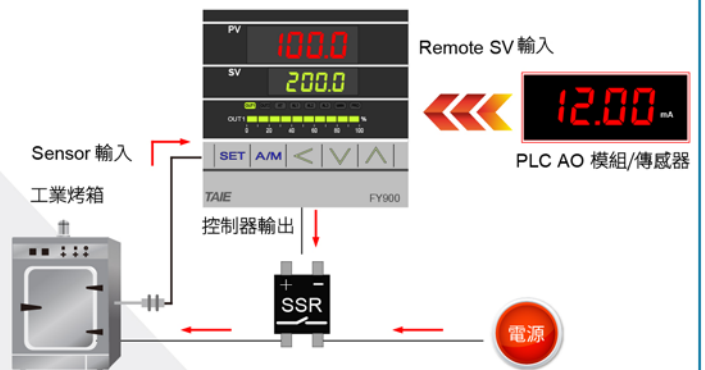 PV
100.0
SV
200.0
OUT1
%
0 20 40 60 80 100
SET A/M
TAIE FY900
Remote SV 輸入
12.00 mA
PLC AO 模組/傳感器
Sensor 輸入
工業烤箱
控制器輸出
+ −
SSR
電源